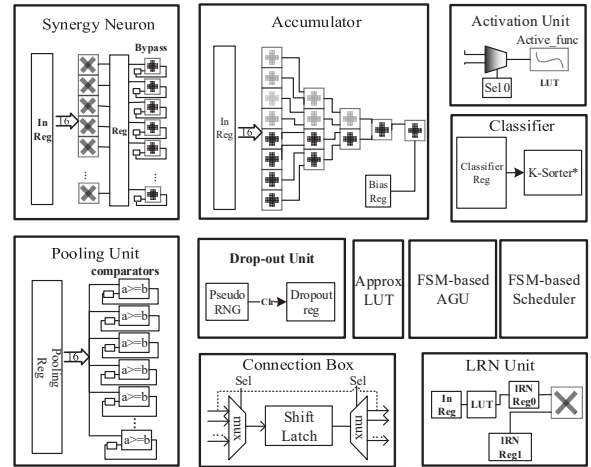 Synergy Neuron
Bypass
In
Reg
16
Reg
...
...
Accumulator
In
Reg
16
Bias
Reg
Activation Unit
Active_func
Sel 0
LUT
Classifier
Classifier
Reg
K-Sorter*
Pooling Unit
comparators
Pooling
Reg
16
a>=b
a>=b
a>=b
a>=b
a>=b
...
a>=b
Drop-out Unit
Pseudo
RNG
Clr
Dropout
reg
Approx
LUT
FSM-based
AGU
FSM-based
Scheduler
Connection Box
Sel
Sel
mux
Shift
Latch
mux
...
...
LRN Unit
In
Reg
LUT
IRN
Reg0
IRN
Reg1